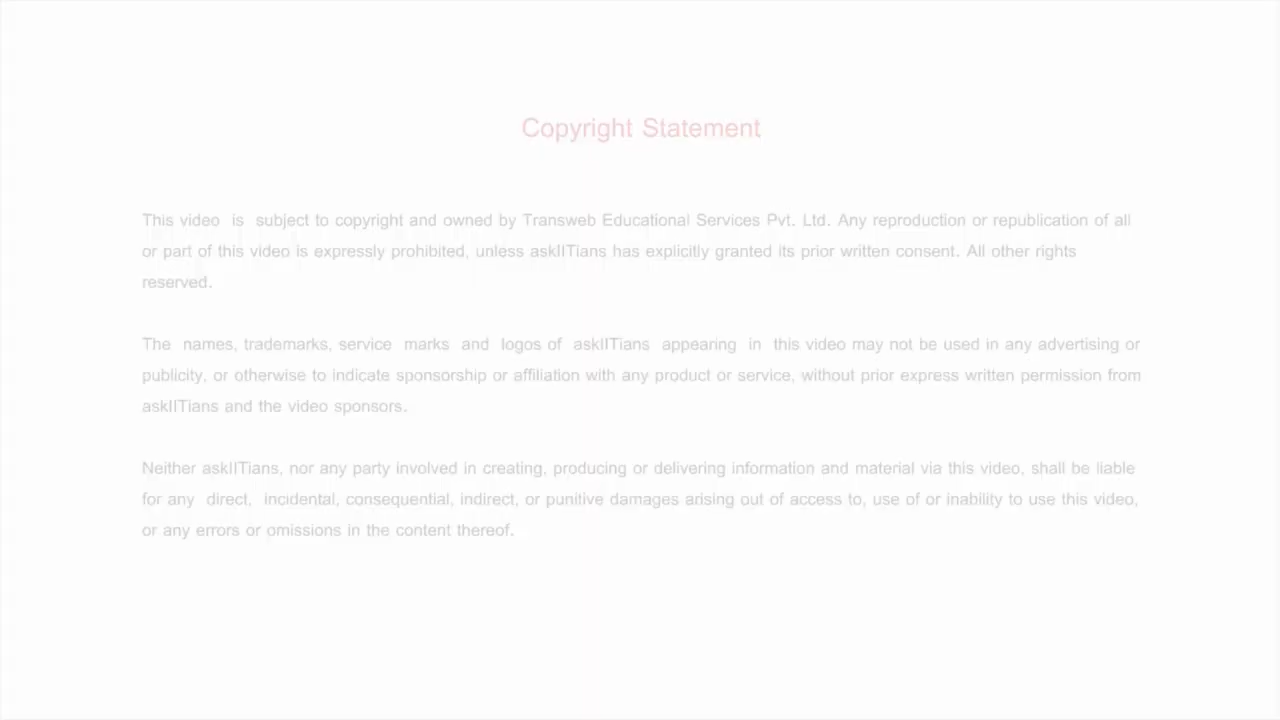 Copyright Statement
This video is subject to copyright and owned by Transweb Educational Services Pvt. Ltd. Any reproduction or republication of all
or part of this video is expressly prohibited, unless askIITians has explicitly granted its prior written consent. All other rights
reserved.
The names, trademarks, service marks and logos of askIITians appearing in this video may not be used in any advertising or
publicity, or otherwise to indicate sponsorship or affiliation with any product or service, without prior express written permission from
askIITians and the video sponsors.
Neither askIITians, nor any party involved in creating, producing or delivering information and material via this video, shall be liable
for any direct, incidental, consequential, indirect, or punitive damages arising out of access to, use of or inability to use this video,
or any errors or omissions in the content thereof.